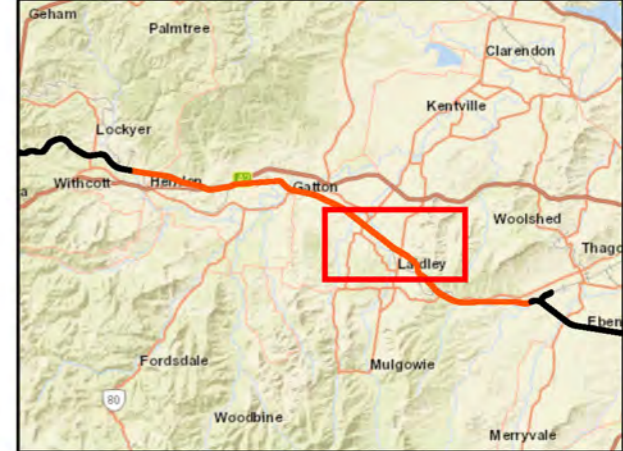 Geham
Palmtree
Clarendon
Kentville
Lockyer
Withcott
Gatton
Woolshed
Thago
Laidley
Eben
Fordsdale
Mulgowie
80
Woodbine
Merryvale